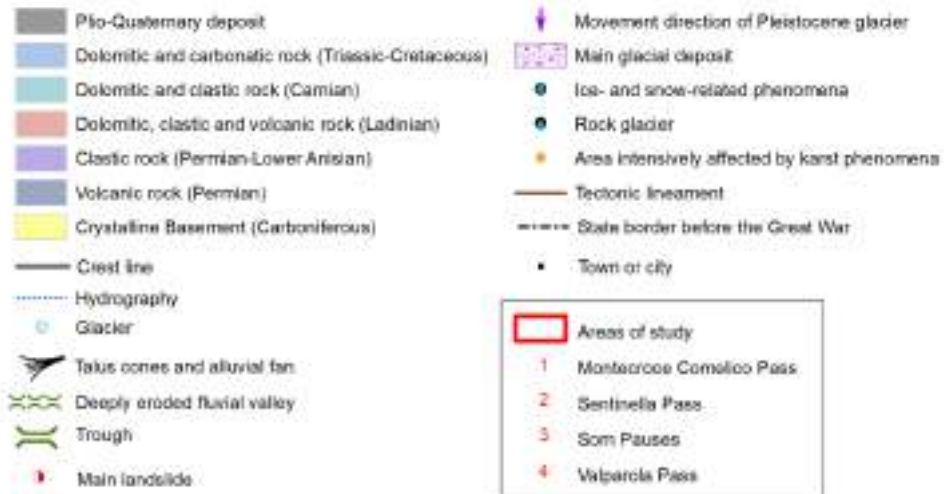 Plio-Quaternary deposit
Dolomitic and carbonatic rock (Triassic-Cretaceous)
Dolomitic and clastic rock (Carnian)
Dolomitic, clastic and volcanic rock (Ladinian)
Clastic rock (Permian-Lower Anisian)
Volcanic rock (Permian)
Crystalline Basement (Carboniferous)
Crest line
Hydrography
Glacier
Talus cones and alluvial fan
Deeply eroded fluvial valley
Trough
Main landslide
Movement direction of Pleistocene glacier
Main glacial deposit
Ice- and snow-related phenomena
Rock glacier
Area intensively affected by karst phenomena
Tectonic lineament
State border before the Great War
Town or city
Areas of study
1 Montecroce Comelico Pass
2 Sentinella Pass
3 Som Pauses
4 Valparola Pass